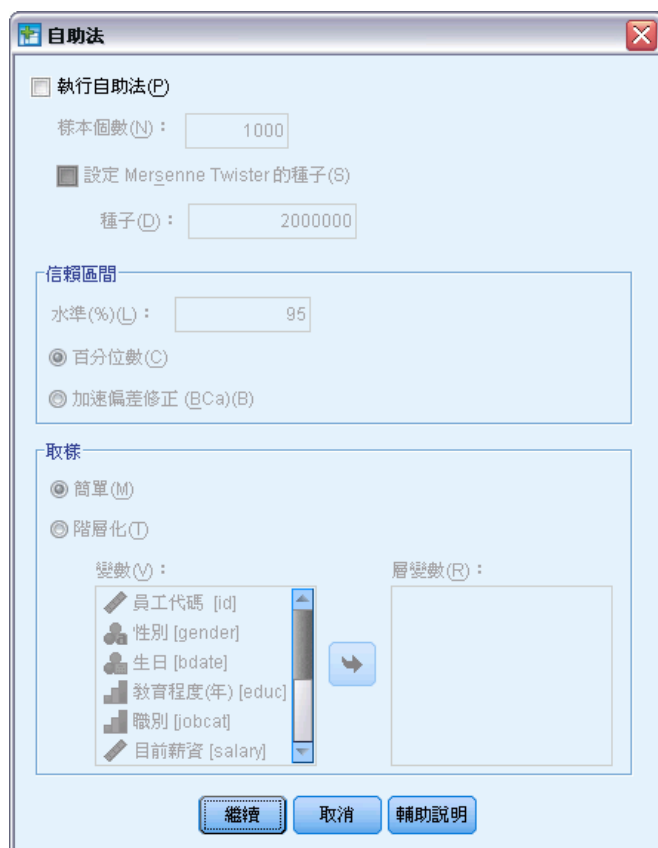 自助法
執行自助法(P)
樣本個數(N)： 1000
設定 Mersenne Twister 的種子(S)
種子(D)： 2000000
信賴區間
水準(%)(L)： 95
百分位數(C)
加速偏差修正 (BCa)(B)
取樣
簡單(M)
階層化(T)
變數(V)： 層變數(R)：
員工代碼 [id]
性別 [gender]
生日 [bdate]
教育程度(年) [educ]
職別 [jobcat]
目前薪資 [salary]
繼續 取消 輔助說明